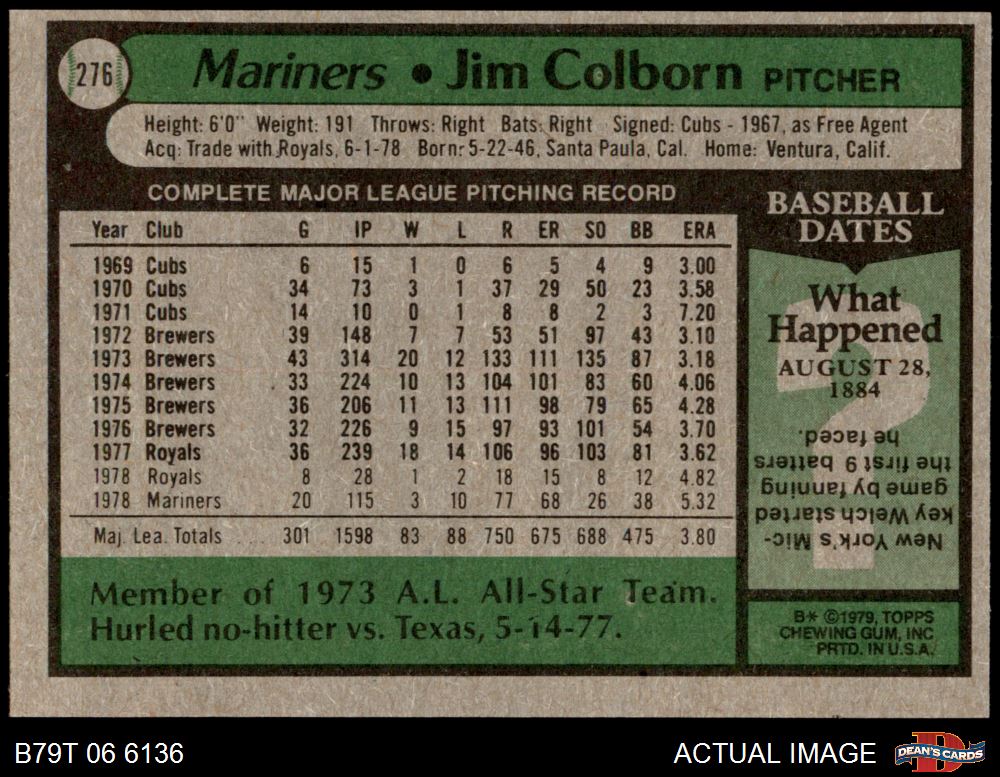 276
Mariners • Jim Colborn PITCHER
Height: 6'0" Weight: 191 Throws: Right Bats: Right Signed: Cubs - 1967, as Free Agent
Acq: Trade with Royals, 6-1-78 Born: 5-22-46, Santa Paula, Cal. Home: Ventura, Calif.
COMPLETE MAJOR LEAGUE PITCHING RECORD
Year Club G IP W L R ER SO BB ERA
1969 Cubs 6 15 1 0 6 5 4 9 3.00
1970 Cubs 34 73 3 1 37 29 50 23 3.58
1971 Cubs 14 10 0 1 8 8 2 3 7.20
1972 Brewers 39 148 7 7 53 51 97 43 3.10
1973 Brewers 43 314 20 12 133 111 135 87 3.18
1974 Brewers 33 224 10 13 104 101 83 60 4.06
1975 Brewers 36 206 11 13 111 98 79 65 4.28
1976 Brewers 32 226 9 15 97 93 101 54 3.70
1977 Royals 36 239 18 14 106 96 103 81 3.62
1978 Royals 8 28 1 2 18 15 8 12 4.82
1978 Mariners 20 115 3 10 77 68 26 38 5.32
Maj. Lea. Totals ... 301 1598 83 88 750 675 688 475 3.80
Member of 1973 A.L. All-Star Team.
Hurled no-hitter vs. Texas, 5-14-77.
BASEBALL
DATES
What
Happened
AUGUST 28,
1884
New York's Mic-
key Welch started
game by fanning
the first 9 batters
he faced.
B* ©1979, TOPPS
CHEWING GUM, INC
PRTD. IN U.S.A.
B79T 06 6136
ACTUAL IMAGE
DEAN'S CARDS